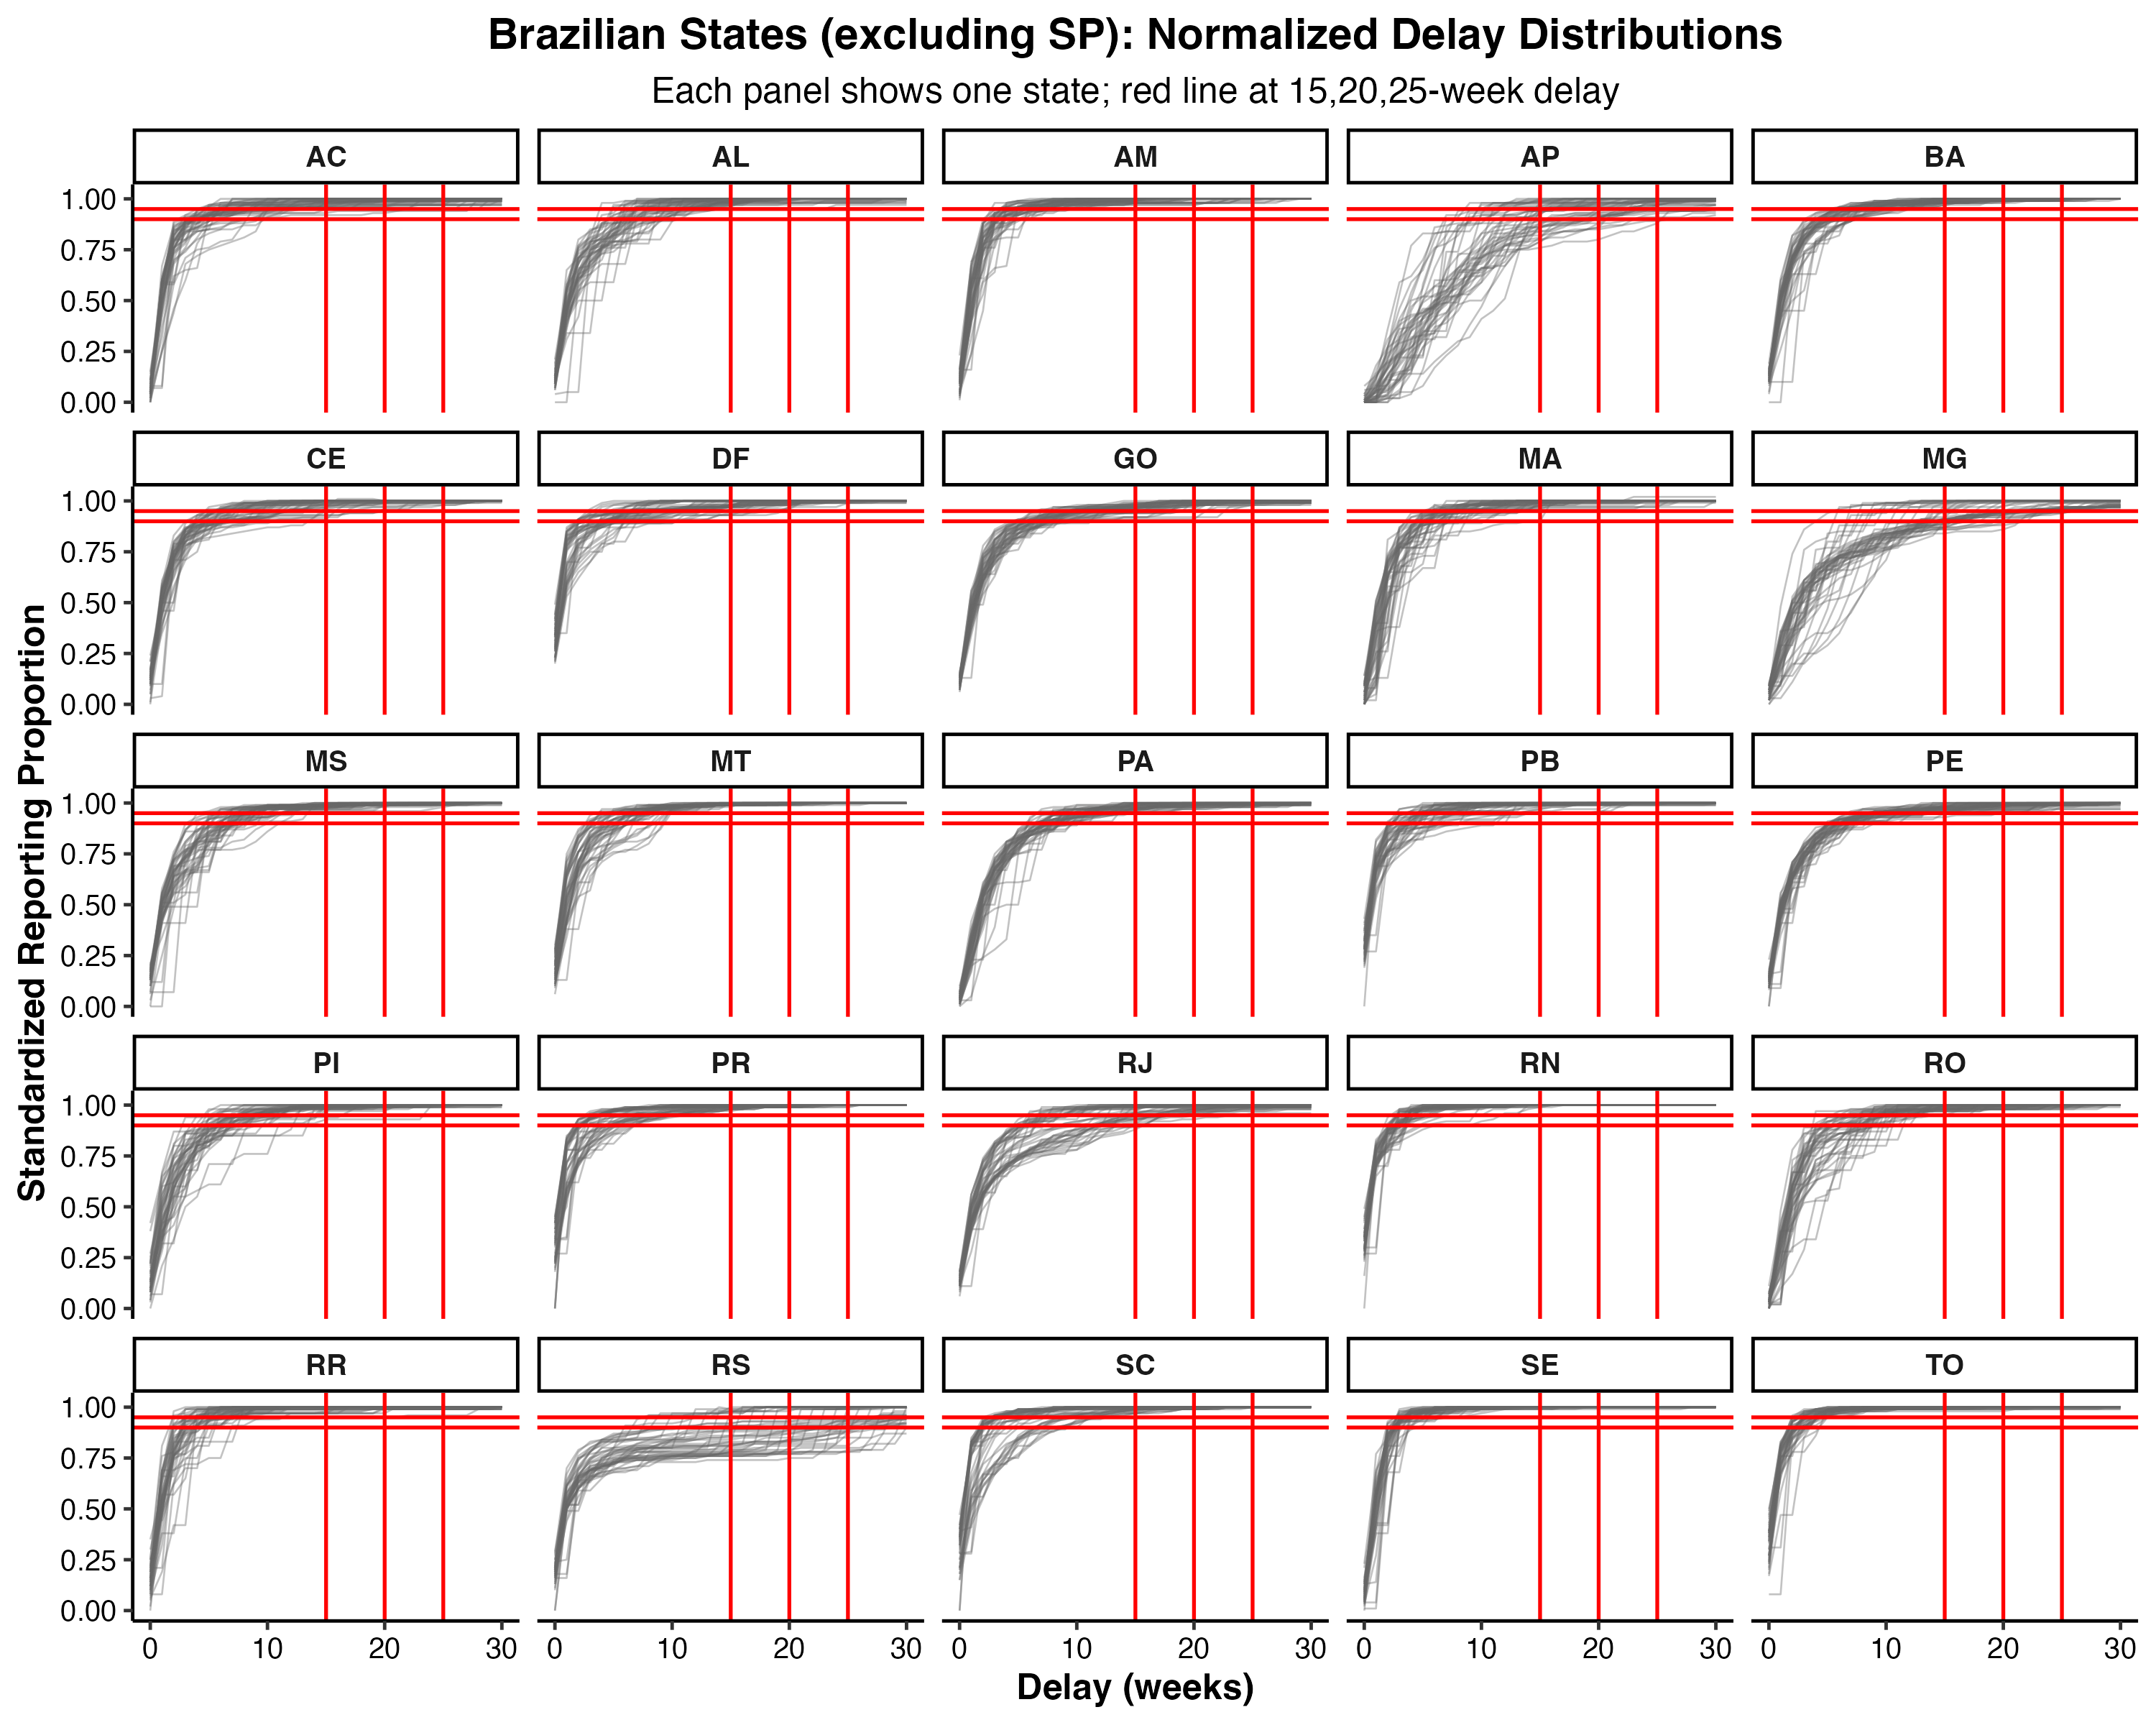 Brazilian States (excluding SP): Normalized Delay Distributions
Each panel shows one state; red line at 15,20,25-week delay
AC AL AM AP BA
1.00
0.75
0.50
0.25
0.00
CE DF GO MA MG
1.00
0.75
0.50
0.25
0.00
Standardized Reporting Proportion
MS MT PA PB PE
1.00
0.75
0.50
0.25
0.00
PI PR RJ RN RO
1.00
0.75
0.50
0.25
0.00
RR RS SC SE TO
1.00
0.75
0.50
0.25
0.00
0 10 20 30 0 10 20 30 0 10 20 30 0 10 20 30 0 10 20 30
Delay (weeks)